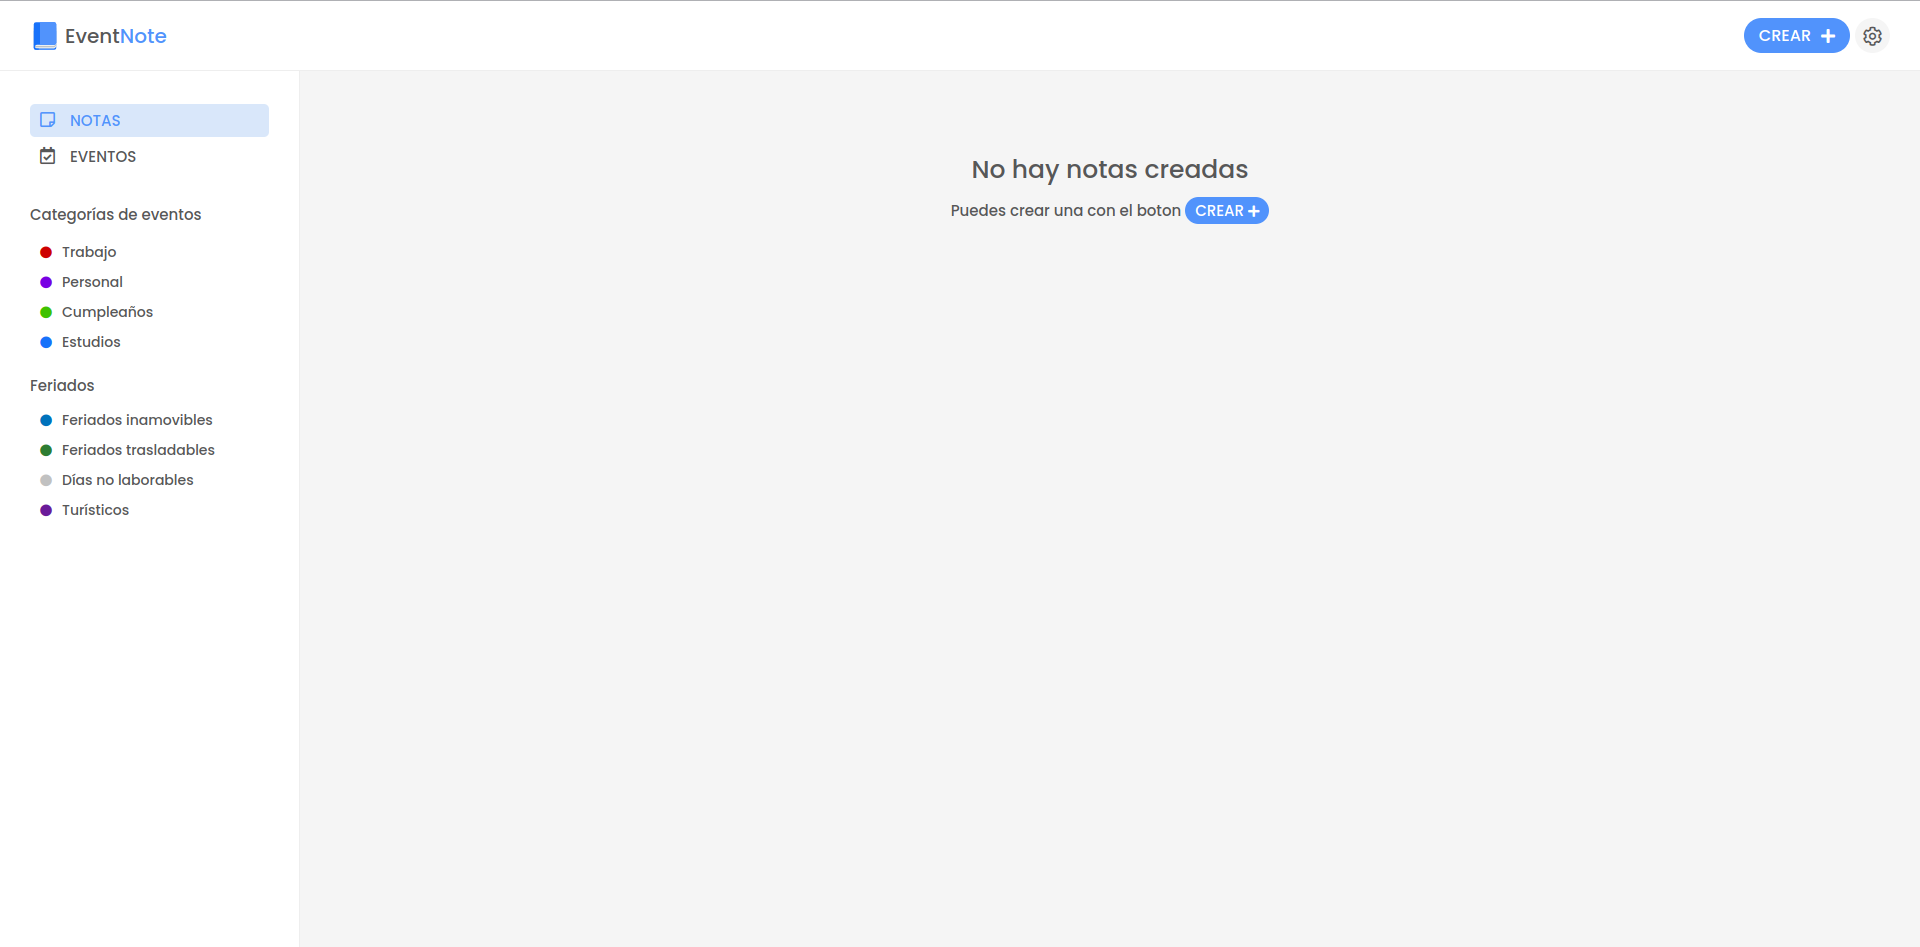 EventNote
CREAR
NOTAS
EVENTOS
Categorías de eventos
Trabajo
Personal
Cumpleaños
Estudios
Feriados
Feriados inamovibles
Feriados trasladables
Días no laborables
Turísticos
No hay notas creadas
Puedes crear una con el boton CREAR